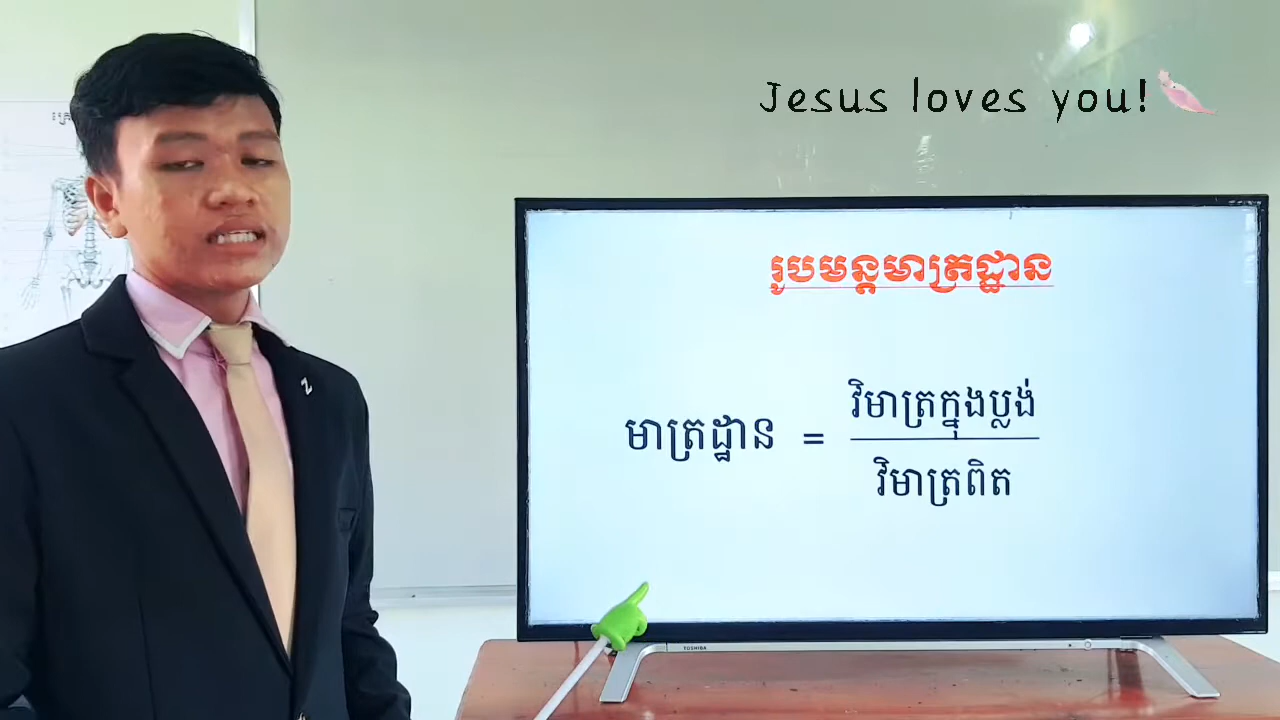 Jesus loves you!
រូបមន្តមាត្រដ្ឋាន
មាត្រដ្ឋាន = វិមាត្រក្នុងប្លង់
វិមាត្រពិត
TOSHIBA